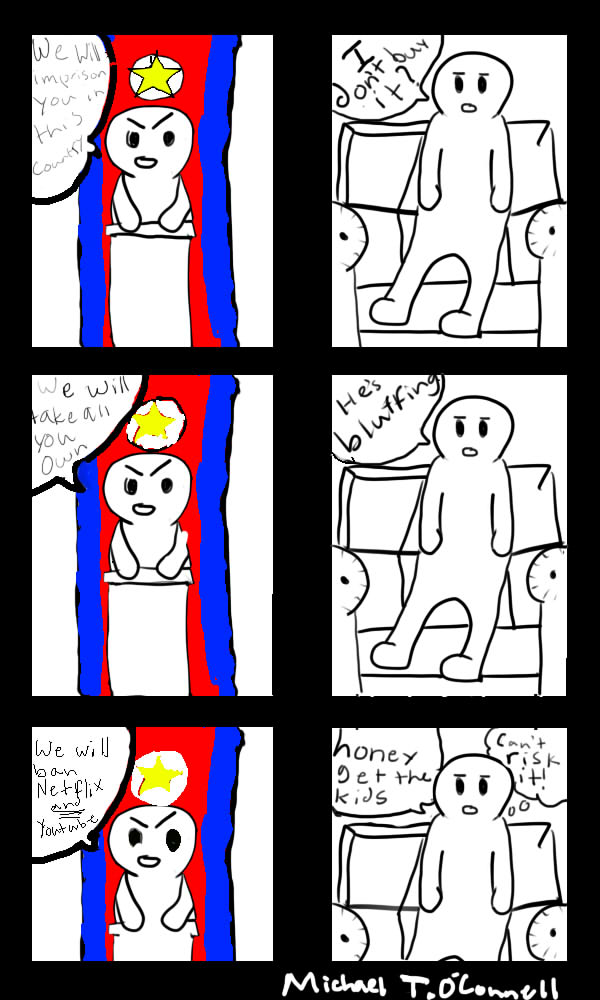 We Will
imprison
you in
this
Country
I
don't buy
it?
We will
take all
you
Own
He's
bluffing
We will
ban
Netflix
and
Youtube
honey
get the
kids
Can't
risk
it!
Michael T. O'Connell